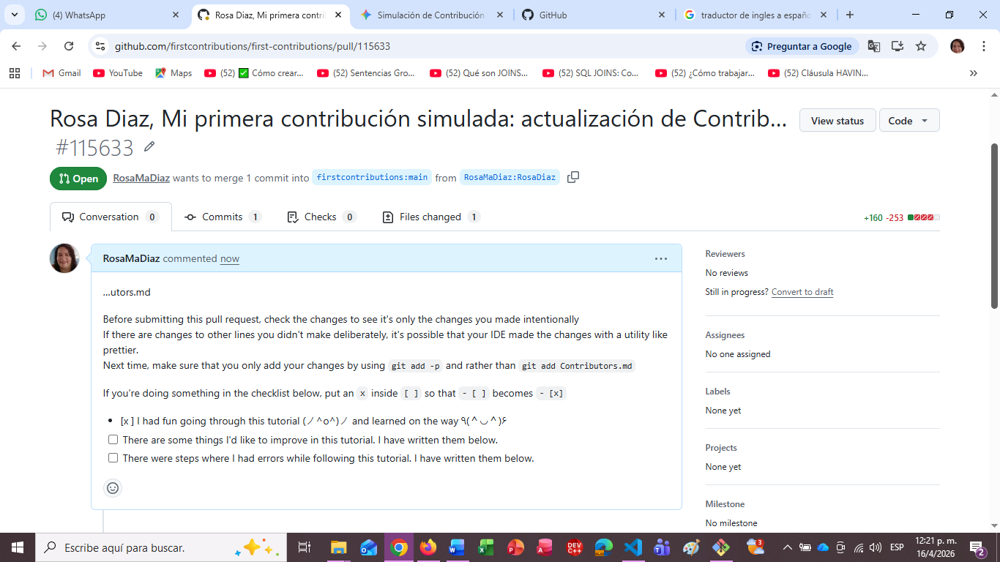 (4) WhatsApp
Rosa Diaz, Mi primera contri
Simulación de Contribución
GitHub
traductor de ingles a españo
github.com/firstcontributions/first-contributions/pull/115633
Preguntar a Google
Gmail
YouTube
Maps
(52) ✅ Cómo crear...
(52) Sentencias Gro...
(52) Qué son JOINS...
(52) SQL JOINS: Co...
(52) ¿Cómo trabajar...
(52) Cláusula HAVIN...
Rosa Diaz, Mi primera contribución simulada: actualización de Contrib...
#115633
View status
Code
Open
RosaMaDiaz wants to merge 1 commit into firstcontributions:main from RosaMaDiaz:RosaDiaz
Conversation 0
Commits 1
Checks 0
Files changed 1
+160 -253
RosaMaDiaz commented now
…utors.md
Before submitting this pull request, check the changes to see it's only the changes you made intentionally
If there are changes to other lines you didn't make deliberately, it's possible that your IDE made the changes with a utility like
prettier.
Next time, make sure that you only add your changes by using git add -p and rather than git add Contributors.md
If you're doing something in the checklist below, put an x inside [ ] so that - [ ] becomes - [x]
• [x ] I had fun going through this tutorial (ノ^o^)ノ and learned on the way ٩(^◡^)۶
There are some things I'd like to improve in this tutorial. I have written them below.
There were steps where I had errors while following this tutorial. I have written them below.
Reviewers
No reviews
Still in progress? Convert to draft
Assignees
No one assigned
Labels
None yet
Projects
None yet
Milestone
No milestone
Escribe aquí para buscar.
DEV C++
3
ESP
12:21 p. m.
16/4/2026
2